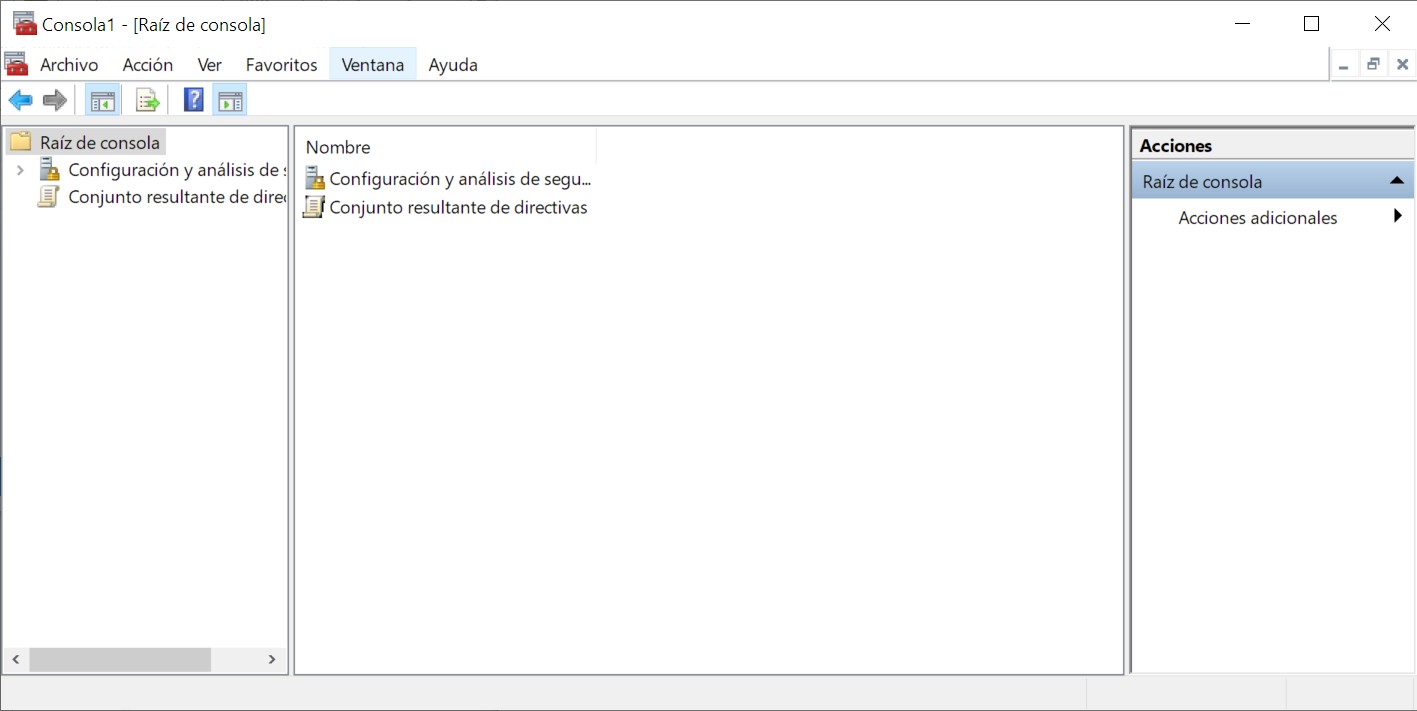 Consola1 - [Raíz de consola]
Archivo Acción Ver Favoritos Ventana Ayuda
Raíz de consola
Configuración y análisis de s
Conjunto resultante de direc
Nombre
Configuración y análisis de segu...
Conjunto resultante de directivas
Acciones
Raíz de consola
Acciones adicionales